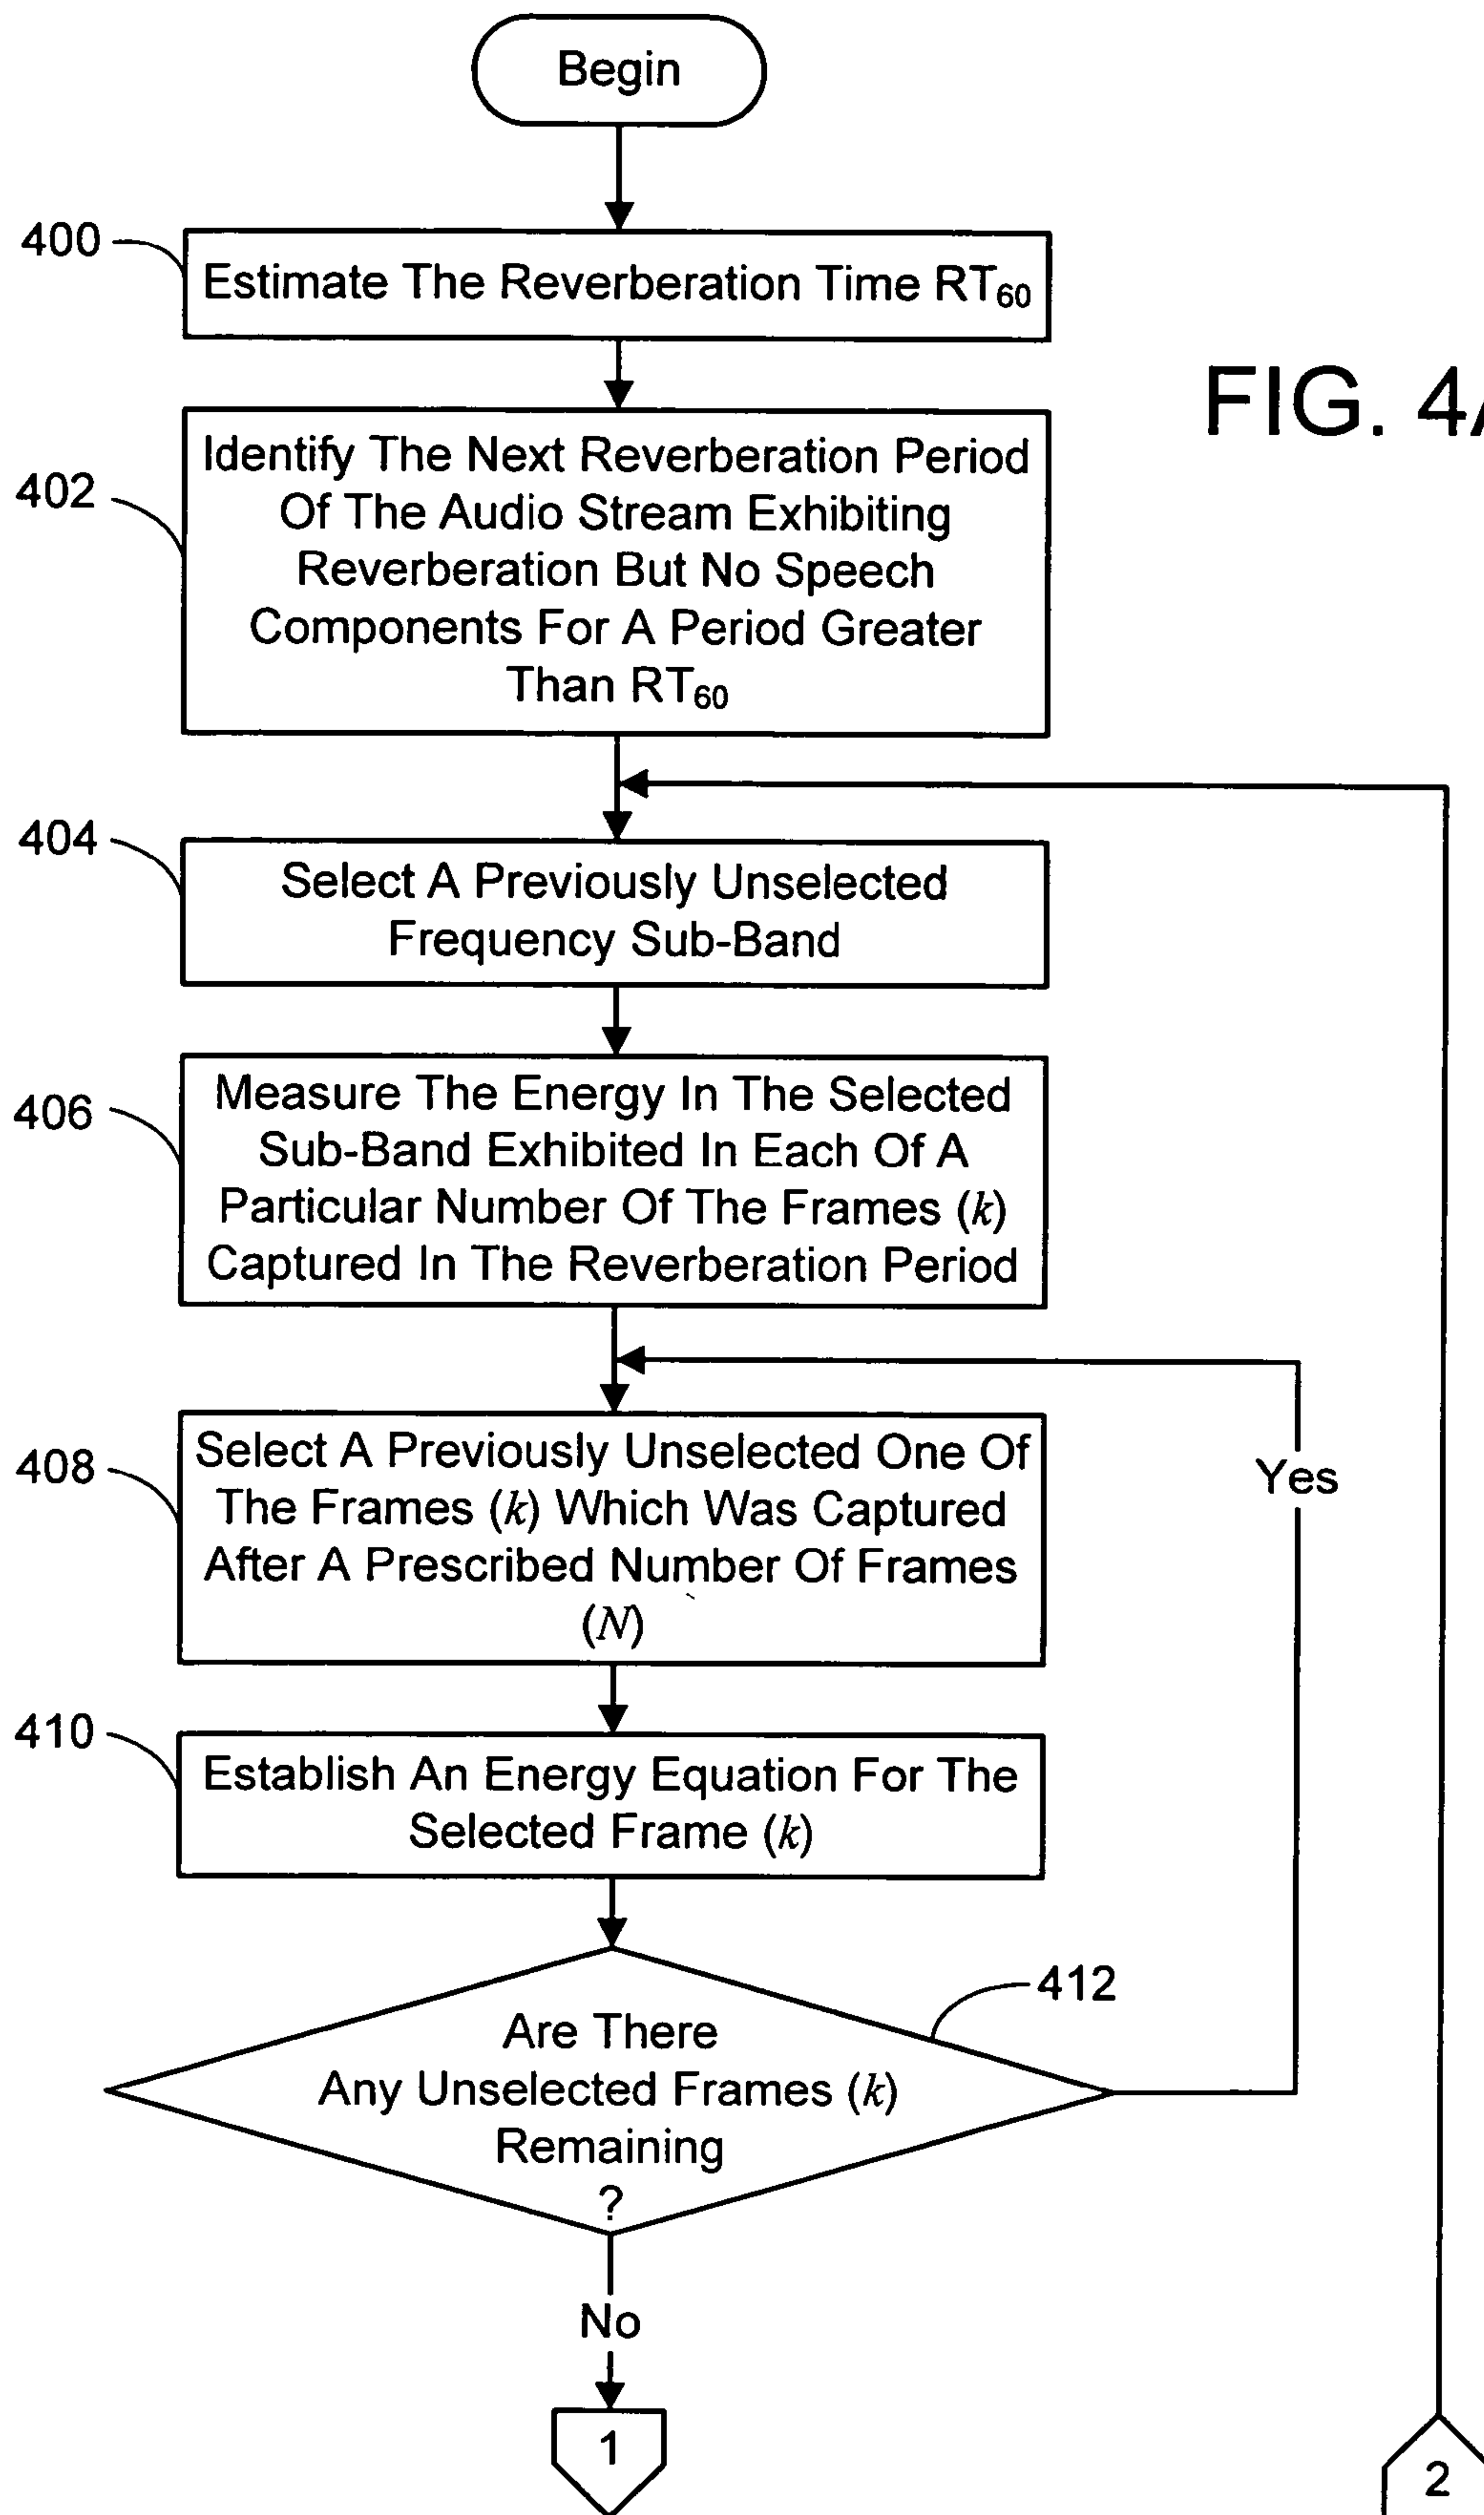 Begin
400
Estimate The Reverberation Time RT₆₀
FIG. 4A
402
Identify The Next Reverberation Period
Of The Audio Stream Exhibiting
Reverberation But No Speech
Components For A Period Greater
Than RT₆₀
404
Select A Previously Unselected
Frequency Sub-Band
406
Measure The Energy In The Selected
Sub-Band Exhibited In Each Of A
Particular Number Of The Frames (k)
Captured In The Reverberation Period
408
Select A Previously Unselected One Of
The Frames (k) Which Was Captured
After A Prescribed Number Of Frames
(N)
Yes
410
Establish An Energy Equation For The
Selected Frame (k)
412
Are There
Any Unselected Frames (k)
Remaining
?
No
1
2